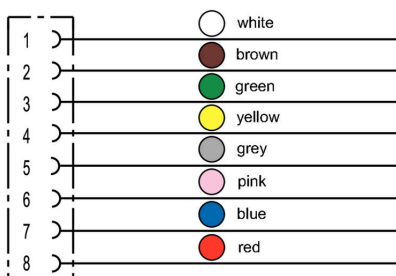 1 white
2 brown
3 green
4 yellow
5 grey
6 pink
7 blue
8 red